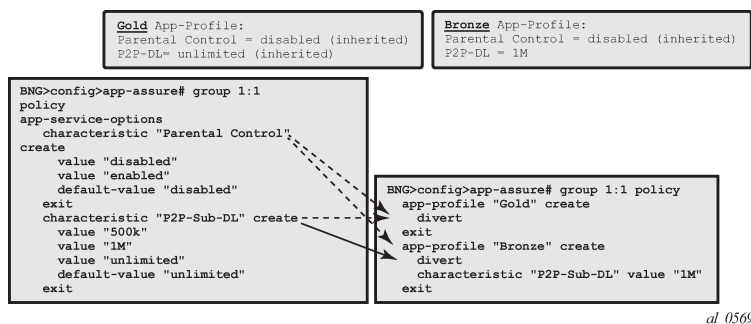 Gold App-Profile:
Parental Control = disabled (inherited)
P2P-DL= unlimited (inherited)
Bronze App-Profile:
Parental Control = disabled (inherited)
P2P-DL = 1M
BNG>config>app-assure# group 1:1
policy
app-service-options
characteristic "Parental Control"
create
value "disabled"
value "enabled"
default-value "disabled"
exit
characteristic "P2P-Sub-DL" create
value "500k"
value "1M"
value "unlimited"
default-value "unlimited"
exit
BNG>config>app-assure# group 1:1 policy
app-profile "Gold" create
divert
exit
app-profile "Bronze" create
divert
characteristic "P2P-Sub-DL" value "1M"
exit
al_0569